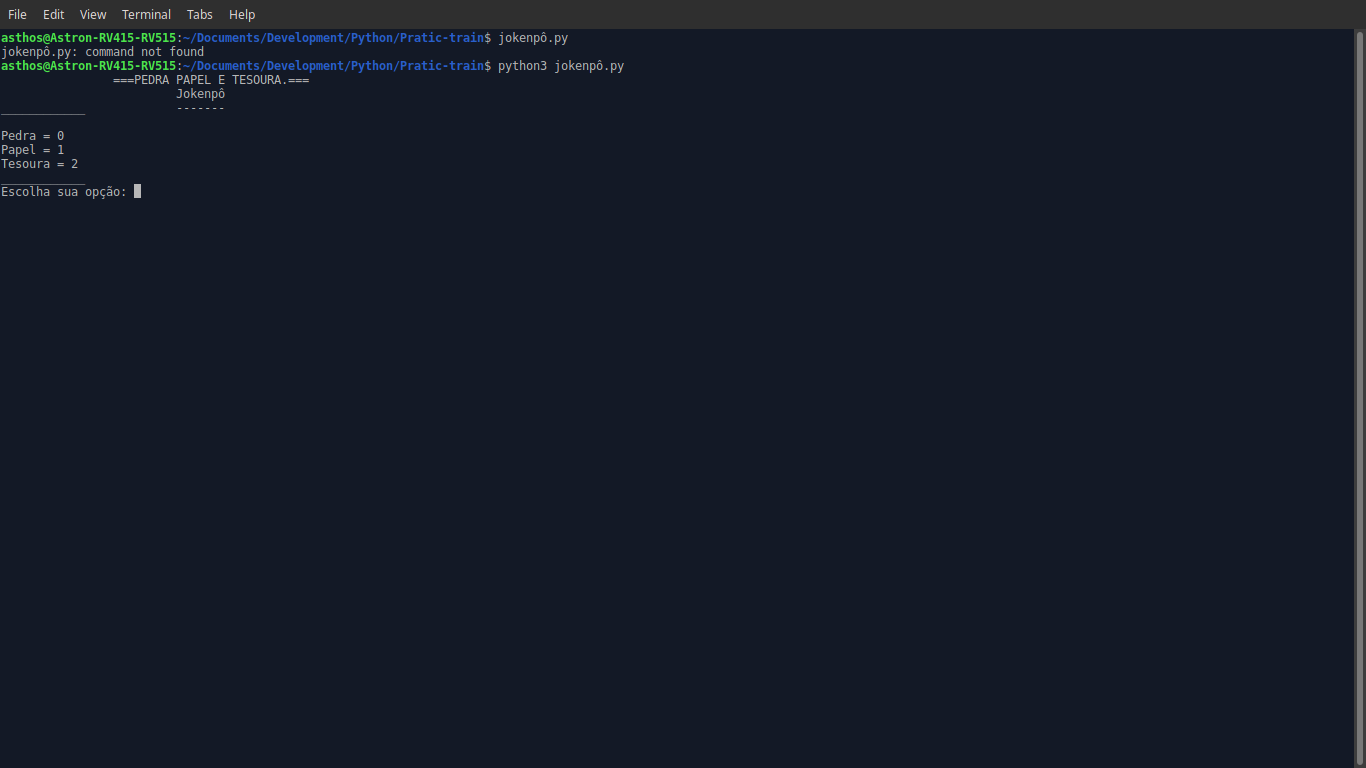 File Edit View Terminal Tabs Help
asthos@Astron-RV415-RV515:~/Documents/Development/Python/Pratic-train$ jokenpô.py
jokenpô.py: command not found
asthos@Astron-RV415-RV515:~/Documents/Development/Python/Pratic-train$ python3 jokenpô.py
===PEDRA PAPEL E TESOURA.===
Jokenpô
-------
____________
Pedra = 0
Papel = 1
Tesoura = 2
____________
Escolha sua opção: